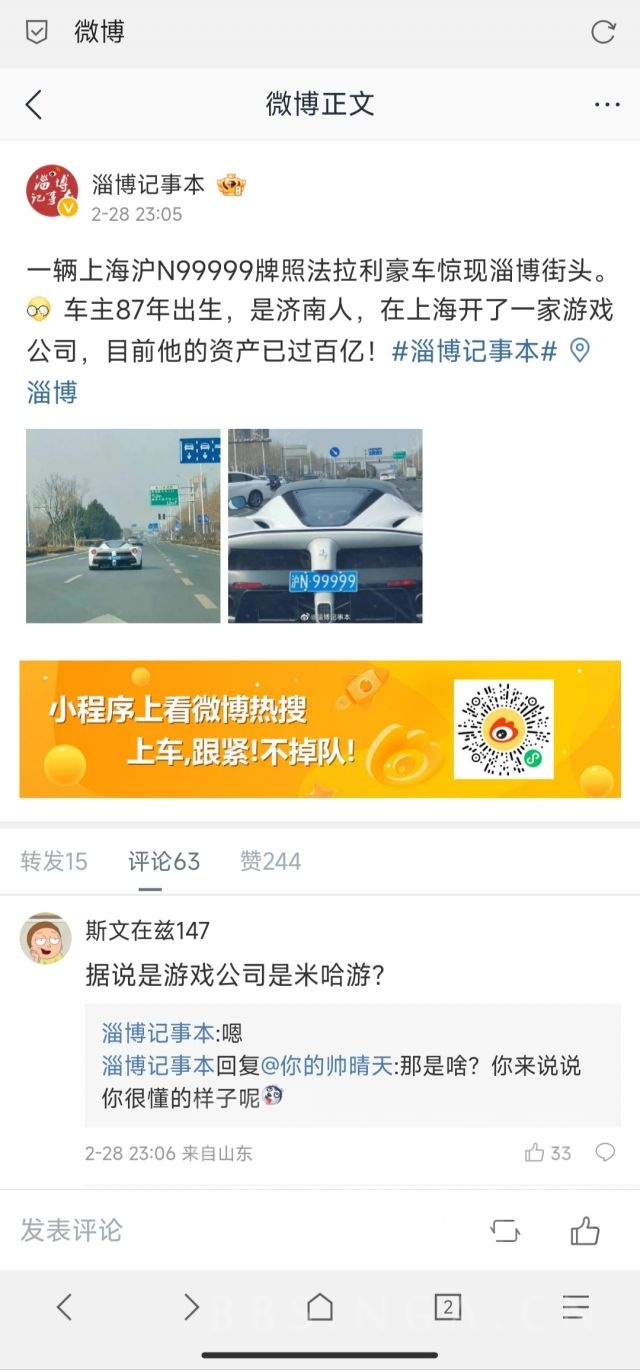 微博
微博正文
淄博记事本
淄博记事本
2-28 23:05
一辆上海沪N99999牌照法拉利豪车惊现淄博街头。
车主87年出生，是济南人，在上海开了一家游戏
公司，目前他的资产已过百亿！#淄博记事本#
淄博
沪N·99999
@淄博记事本
小程序上看微博热搜
上车,跟紧!不掉队!
转发15 评论63 赞244
斯文在兹147
据说是游戏公司是米哈游？
淄博记事本:嗯
淄博记事本回复@你的帅晴天:那是啥？你来说说
你很懂的样子呢
2-28 23:06 来自山东 33
发表评论
2
BBSINGA.CN